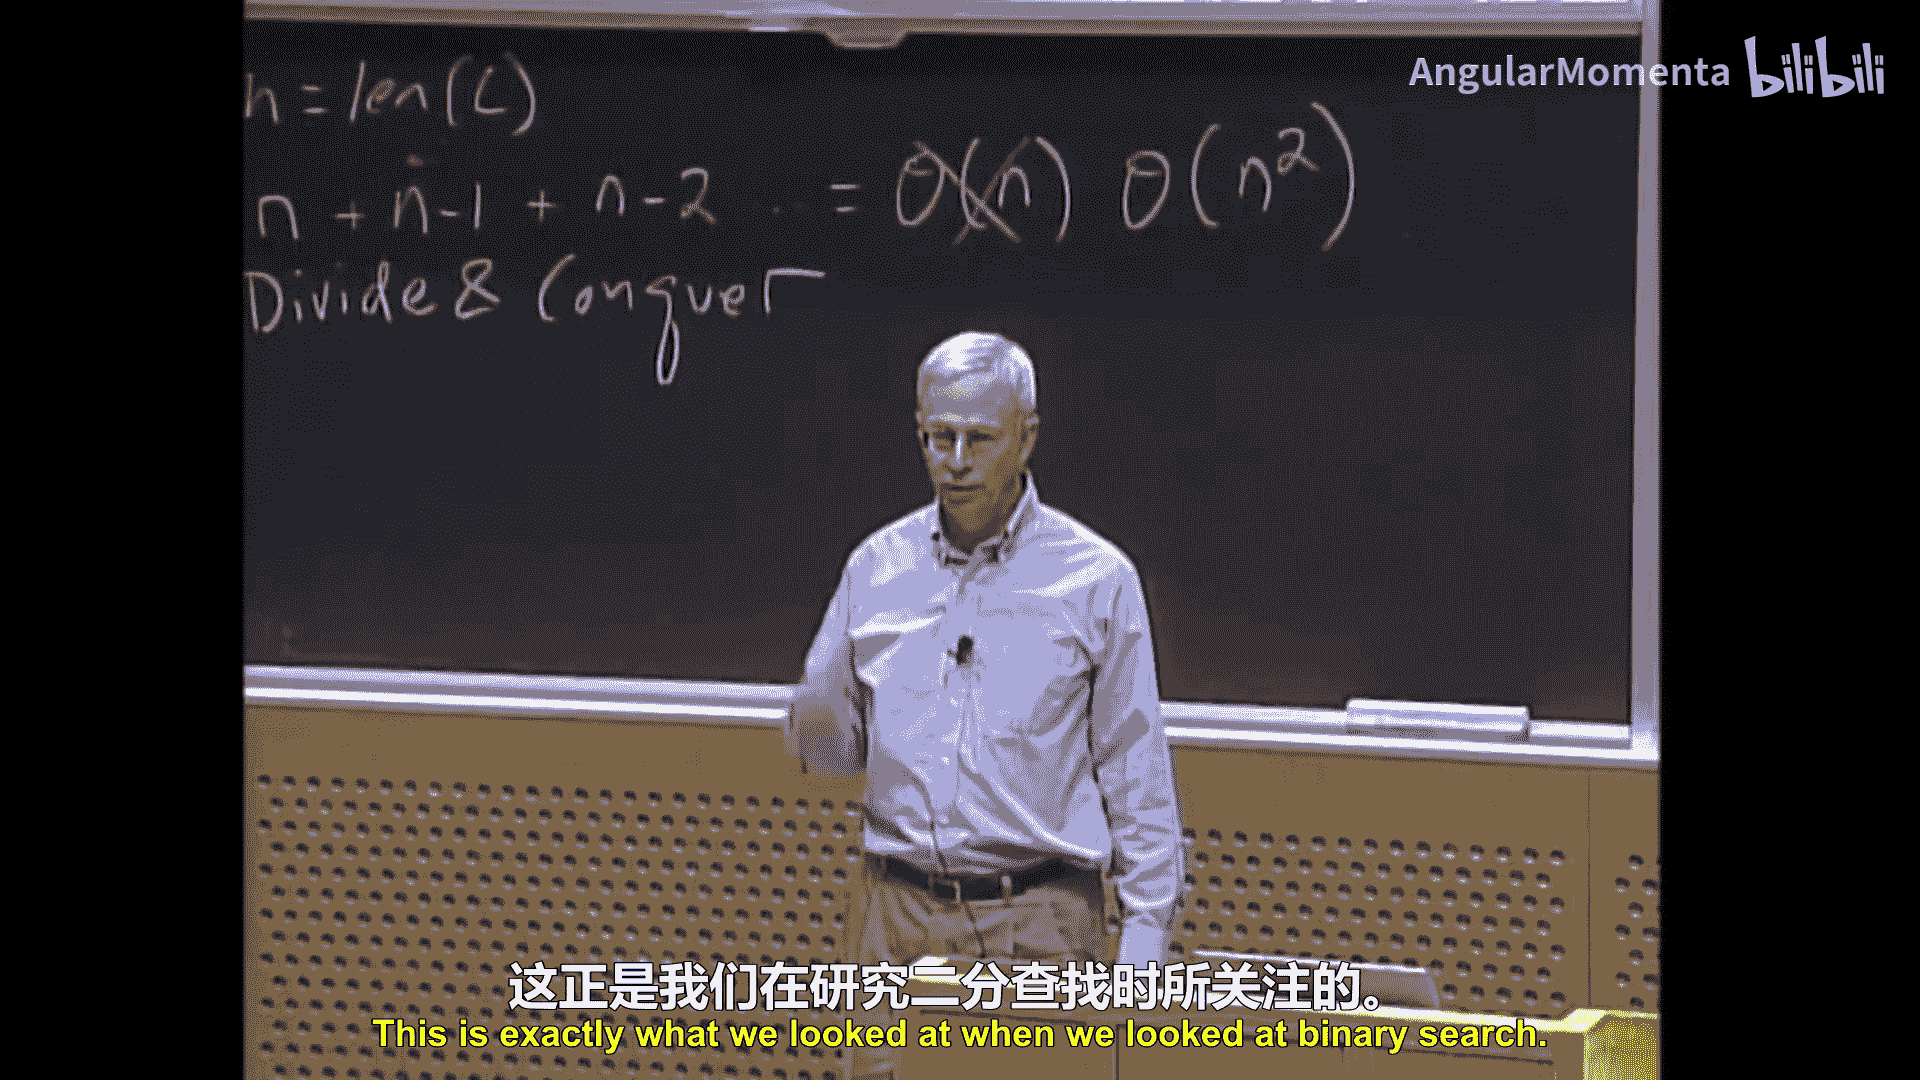 AngularMomenta bilibili
n = len(L)
n + n-1 + n-2 ... = θ(n) θ(n²)
Divide & Conquer
这正是我们在研究二分查找时所关注的。
This is exactly what we looked at when we looked at binary search.